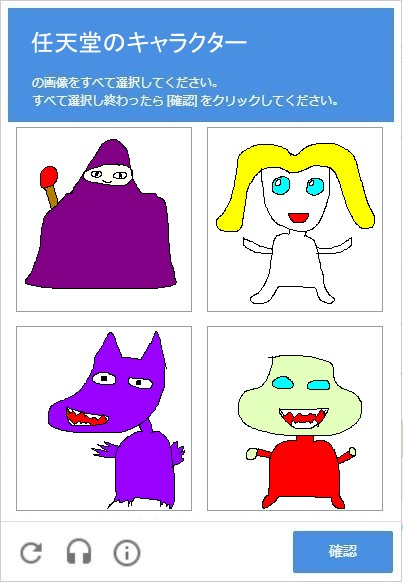 任天堂のキャラクター
の画像をすべて選択してください。
すべて選択し終わったら [確認] をクリックしてください。
確認